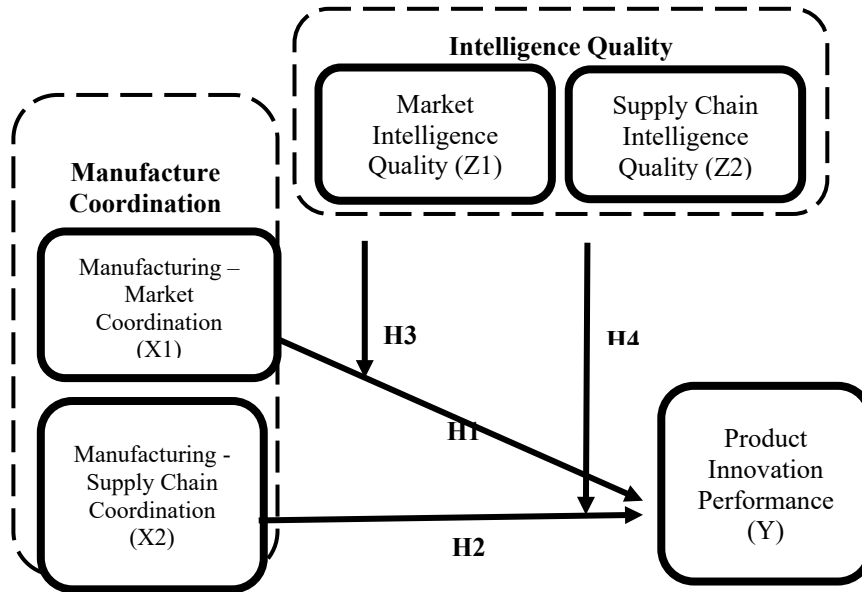 Intelligence Quality
Market
Intelligence
Quality (Z1)
Supply Chain
Intelligence
Quality (Z2)
Manufacture
Coordination
Manufacturing –
Market
Coordination
(X1)
Manufacturing -
Supply Chain
Coordination
(X2)
H3
H4
H1
H2
Product
Innovation
Performance
(Y)